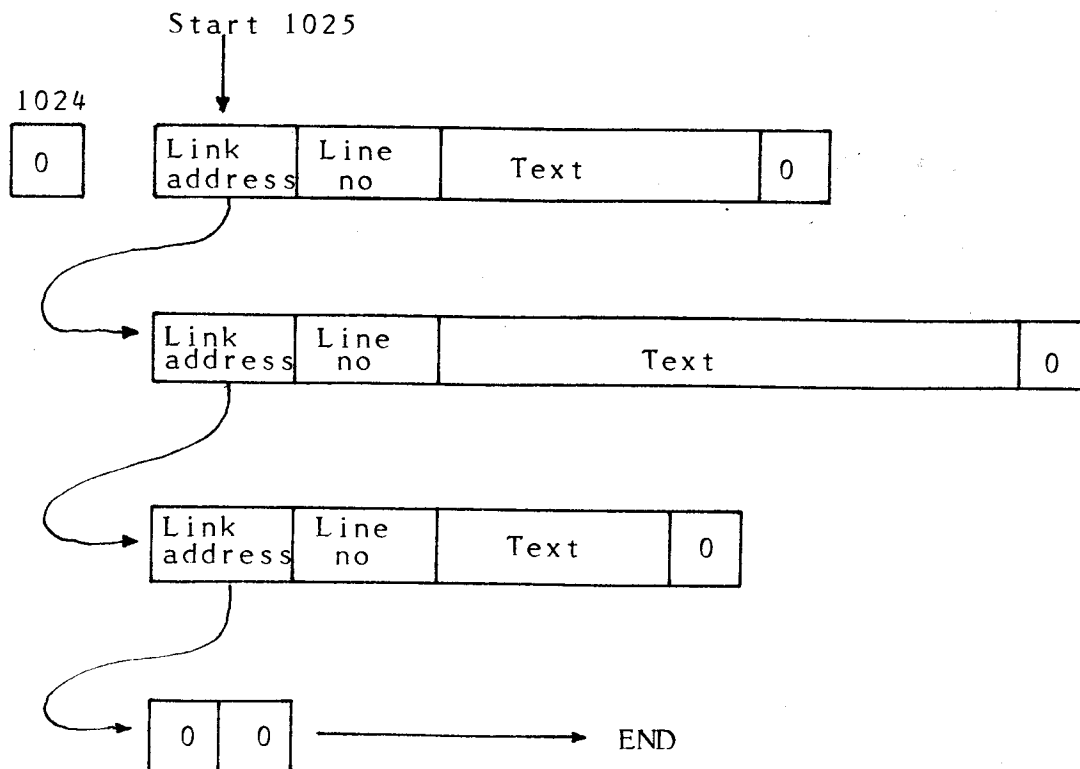 Start 1025
1024
0
Link address
Line no
Text
0
Link address
Line no
Text
0
Link address
Line no
Text
0
0 0
END